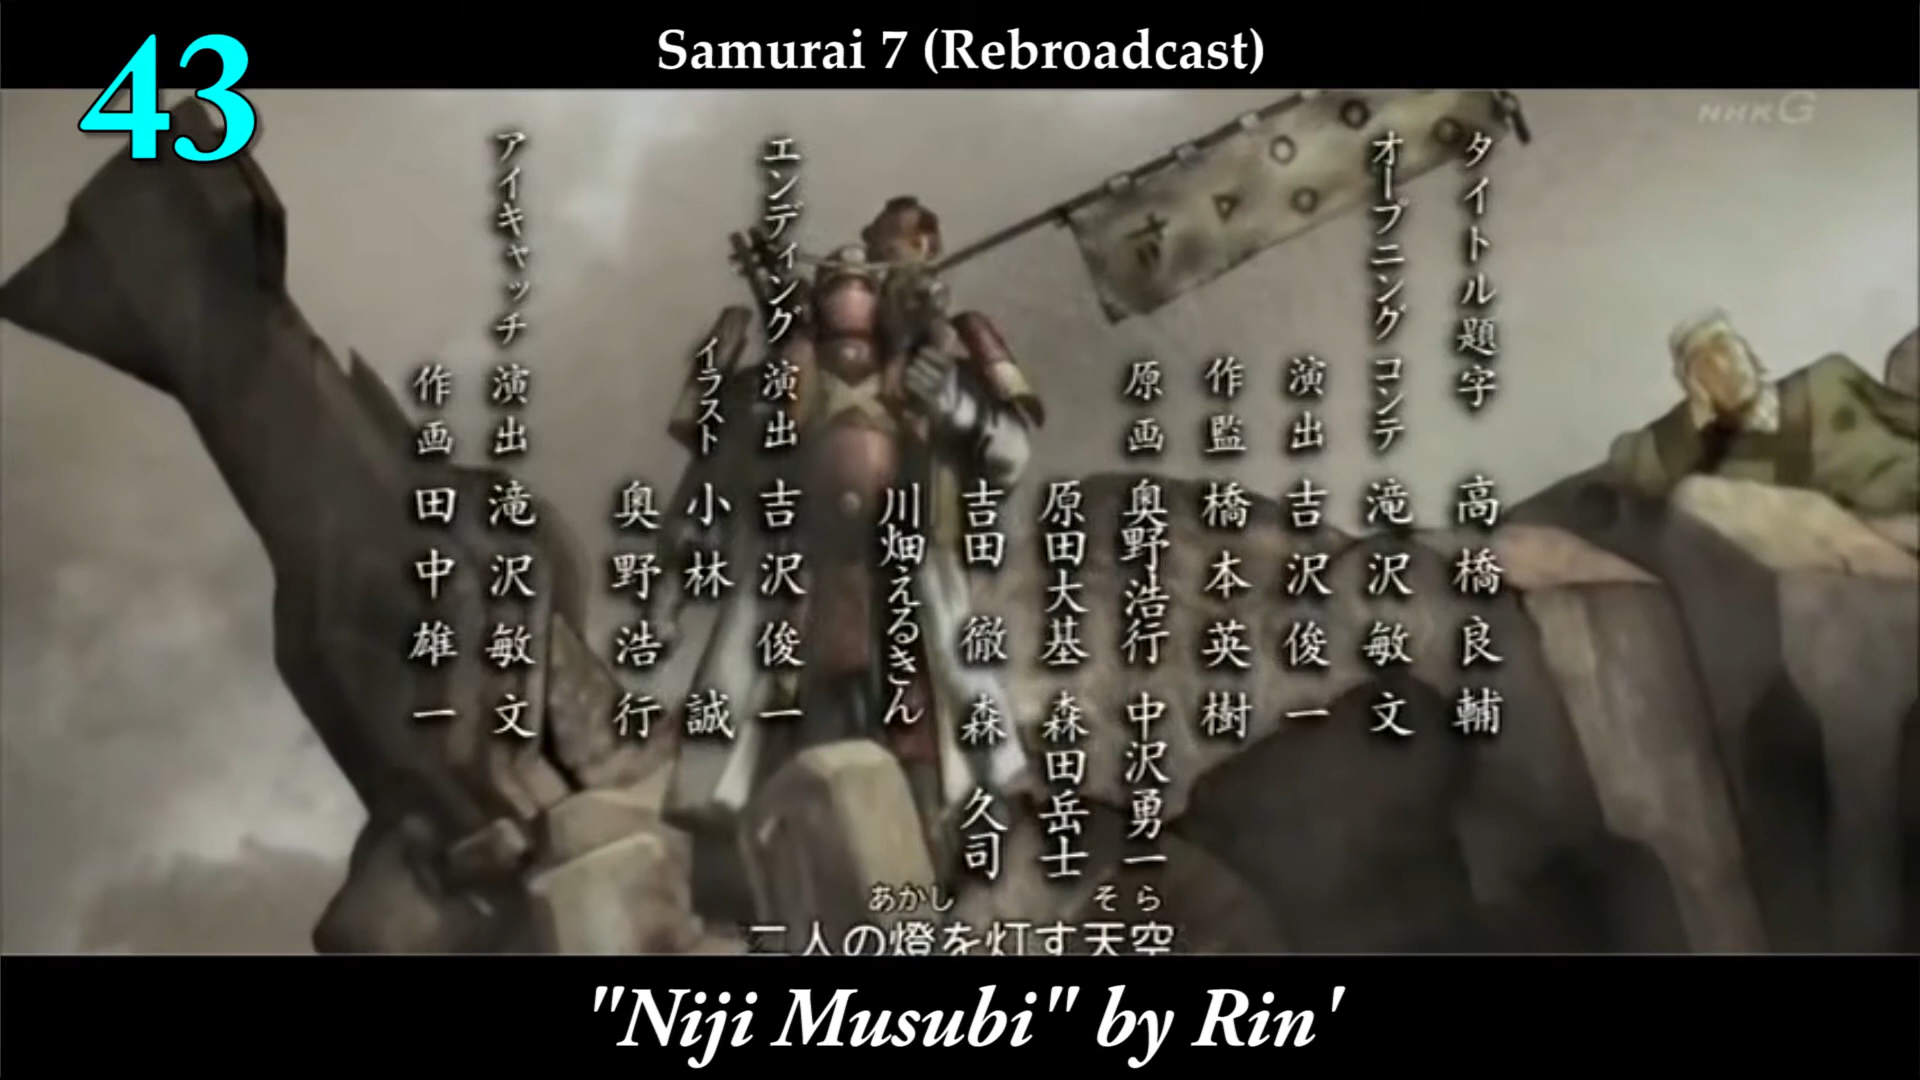 43
Samurai 7 (Rebroadcast)
NHK G
タイトル題字 高橋良輔
オープニング コンテ 滝沢敏文
演出 吉沢俊一
作監 橋本英樹
原画 奥野浩行 中沢勇一
原田大基 森田岳士
吉田 徹 森 久司
川畑えるきん
エンディング 演出 吉沢俊一
イラスト 小林 誠
奥野浩行
アイキャッチ 演出 滝沢敏文
作画 田中雄一
あかし そら
二人の燈を灯す天空
"Niji Musubi" by Rin'